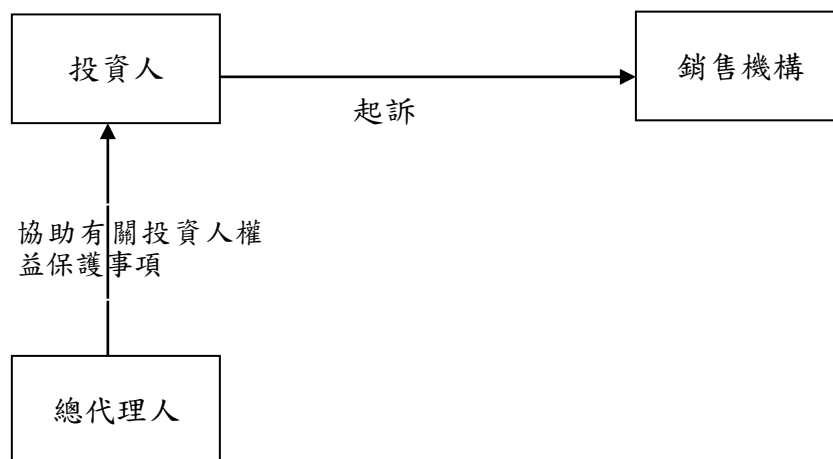 投資人
銷售機構
起訴
協助有關投資人權
益保護事項
總代理人